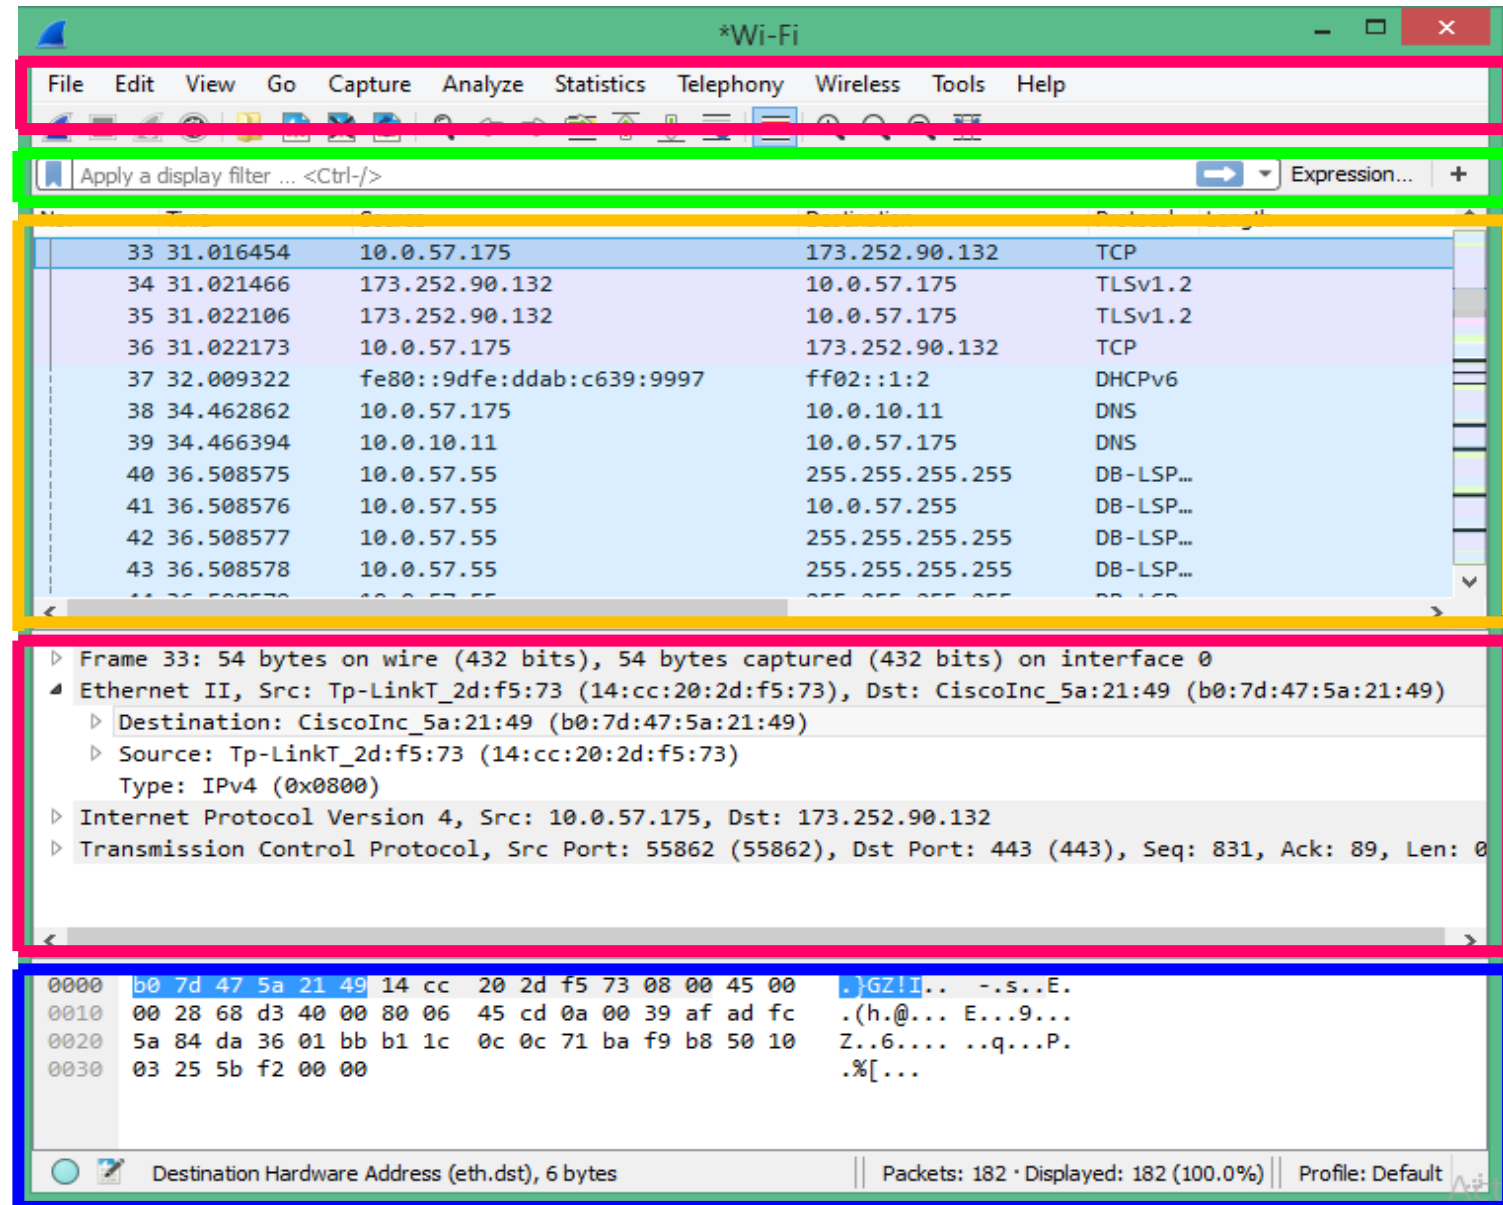 *Wi-Fi
File Edit View Go Capture Analyze Statistics Telephony Wireless Tools Help
Apply a display filter ... <Ctrl-/> Expression... +
33 31.016454 10.0.57.175 173.252.90.132 TCP
34 31.021466 173.252.90.132 10.0.57.175 TLSv1.2
35 31.022106 173.252.90.132 10.0.57.175 TLSv1.2
36 31.022173 10.0.57.175 173.252.90.132 TCP
37 32.009322 fe80::9dfe:ddab:c639:9997 ff02::1:2 DHCPv6
38 34.462862 10.0.57.175 10.0.10.11 DNS
39 34.466394 10.0.10.11 10.0.57.175 DNS
40 36.508575 10.0.57.55 255.255.255.255 DB-LSP…
41 36.508576 10.0.57.55 10.0.57.255 DB-LSP…
42 36.508577 10.0.57.55 255.255.255.255 DB-LSP…
43 36.508578 10.0.57.55 255.255.255.255 DB-LSP…
Frame 33: 54 bytes on wire (432 bits), 54 bytes captured (432 bits) on interface 0
Ethernet II, Src: Tp-LinkT_2d:f5:73 (14:cc:20:2d:f5:73), Dst: CiscoInc_5a:21:49 (b0:7d:47:5a:21:49)
Destination: CiscoInc_5a:21:49 (b0:7d:47:5a:21:49)
Source: Tp-LinkT_2d:f5:73 (14:cc:20:2d:f5:73)
Type: IPv4 (0x0800)
Internet Protocol Version 4, Src: 10.0.57.175, Dst: 173.252.90.132
Transmission Control Protocol, Src Port: 55862 (55862), Dst Port: 443 (443), Seq: 831, Ack: 89, Len: 0
0000 b0 7d 47 5a 21 49 14 cc 20 2d f5 73 08 00 45 00 .}GZ!I.. -.s..E.
0010 00 28 68 d3 40 00 80 06 45 cd 0a 00 39 af ad fc .(h.@... E...9...
0020 5a 84 da 36 01 bb b1 1c 0c 0c 71 ba f9 b8 50 10 Z..6.... ..q...P.
0030 03 25 5b f2 00 00 .%[...
Destination Hardware Address (eth.dst), 6 bytes Packets: 182 · Displayed: 182 (100.0%) Profile: Default